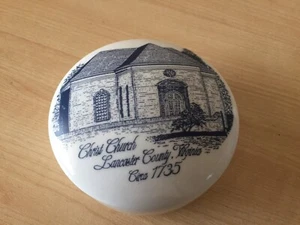 Christ Church
Lancaster County, Virginia
Circa 1735